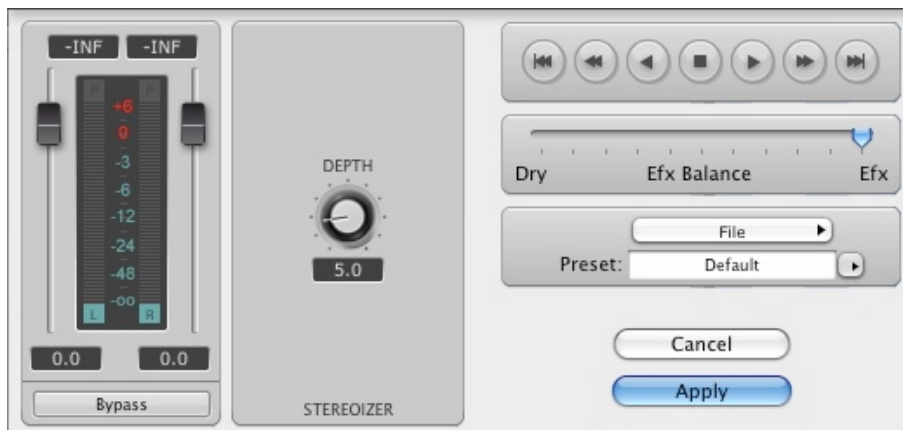 -INF -INF
P P
+6
0
-3
-6
-12
-24
-48
-oo
L R
0.0 0.0
Bypass
DEPTH
5.0
STEREOIZER
Dry Efx Balance Efx
File
Preset: Default
Cancel
Apply